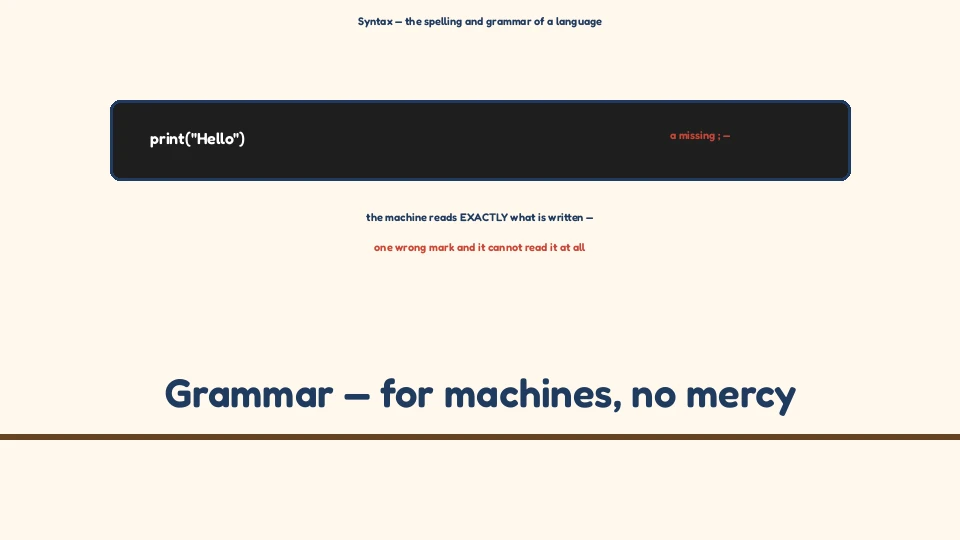 Syntax — the spelling and grammar of a language
print("Hello")
a missing ; —
the machine reads EXACTLY what is written —
one wrong mark and it cannot read it at all
Grammar — for machines, no mercy